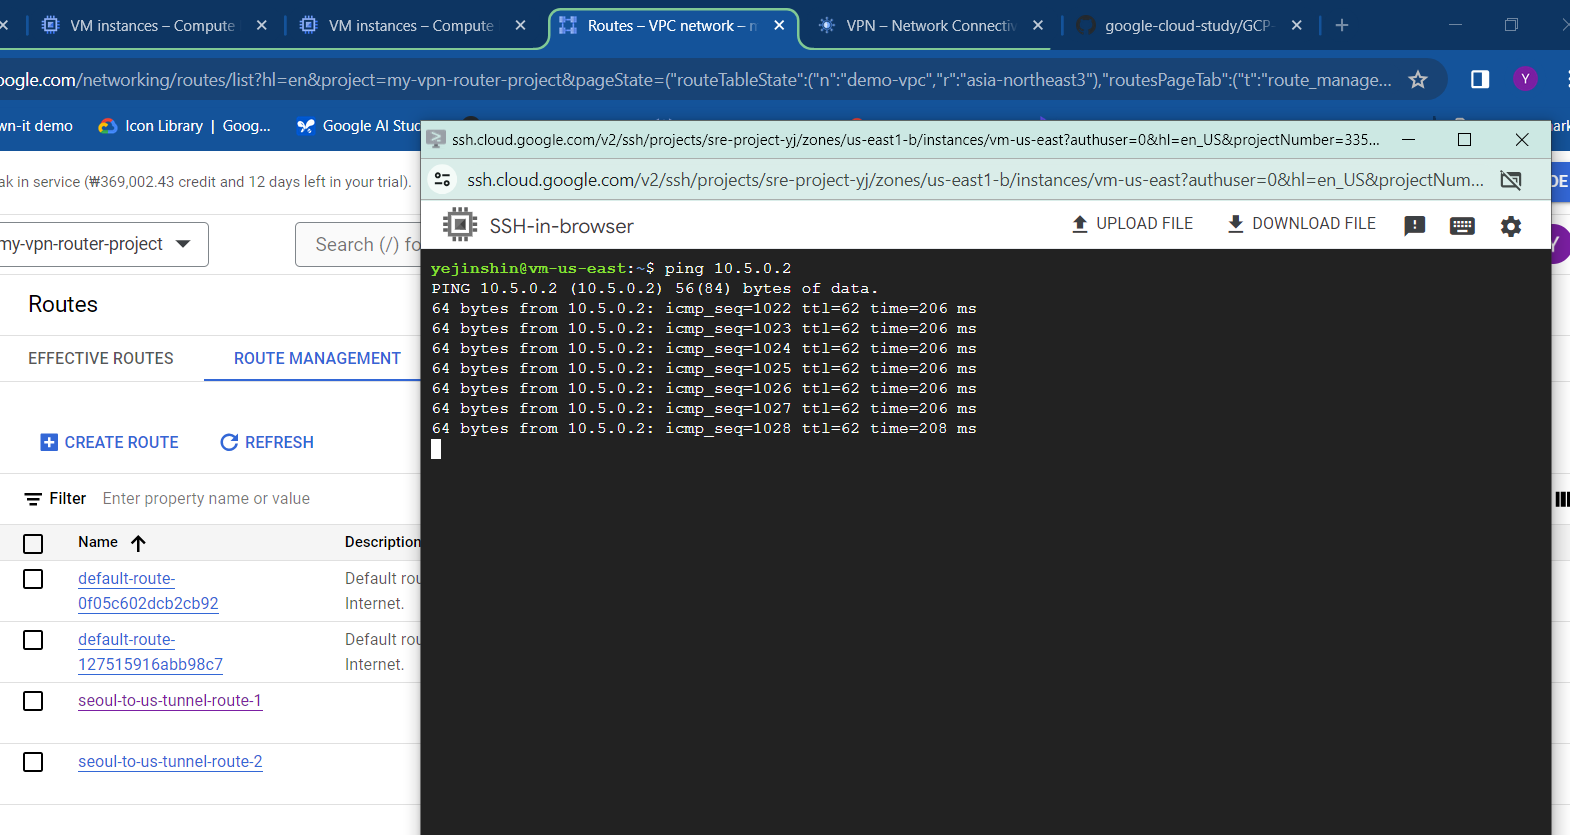 VM instances – Compute
VM instances – Compute
Routes – VPC network – n
VPN – Network Connectiv
google-cloud-study/GCP-
oogle.com/networking/routes/list?hl=en&project=my-vpn-router-project&pageState=("routeTableState":("n":"demo-vpc","r":"asia-northeast3"),"routesPageTab":("t":"route_manage...
Y
wn-it demo
Icon Library | Goog...
Google AI Stud
ark
ssh.cloud.google.com/v2/ssh/projects/sre-project-yj/zones/us-east1-b/instances/vm-us-east?authuser=0&hl=en_US&projectNumber=335...
ssh.cloud.google.com/v2/ssh/projects/sre-project-yj/zones/us-east1-b/instances/vm-us-east?authuser=0&hl=en_US&projectNum...
ak in service (₩369,002.43 credit and 12 days left in your trial).
DE
SSH-in-browser
UPLOAD FILE
DOWNLOAD FILE
my-vpn-router-project
Search (/) fo
Y
yejinshin@vm-us-east:~$ ping 10.5.0.2
PING 10.5.0.2 (10.5.0.2) 56(84) bytes of data.
64 bytes from 10.5.0.2: icmp_seq=1022 ttl=62 time=206 ms
64 bytes from 10.5.0.2: icmp_seq=1023 ttl=62 time=206 ms
64 bytes from 10.5.0.2: icmp_seq=1024 ttl=62 time=206 ms
64 bytes from 10.5.0.2: icmp_seq=1025 ttl=62 time=206 ms
64 bytes from 10.5.0.2: icmp_seq=1026 ttl=62 time=206 ms
64 bytes from 10.5.0.2: icmp_seq=1027 ttl=62 time=206 ms
64 bytes from 10.5.0.2: icmp_seq=1028 ttl=62 time=208 ms
Routes
EFFECTIVE ROUTES
ROUTE MANAGEMENT
CREATE ROUTE
REFRESH
Filter
Enter property name or value
Name
Description
default-route-
0f05c602dcb2cb92
Default rou
Internet.
default-route-
127515916abb98c7
Default rou
Internet.
seoul-to-us-tunnel-route-1
seoul-to-us-tunnel-route-2